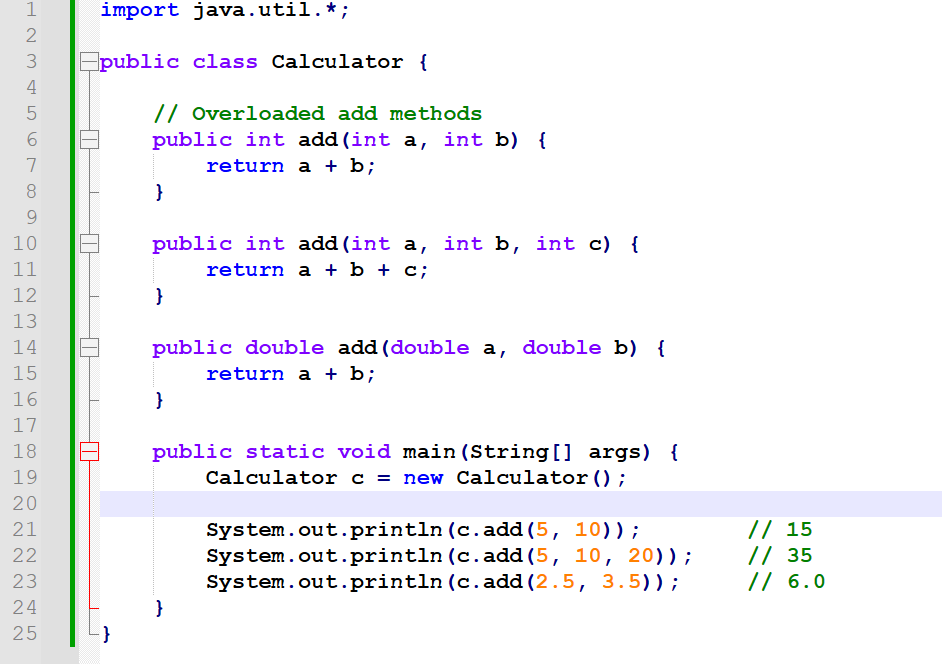 1 import java.util.*;
2
3 public class Calculator {
4
5     // Overloaded add methods
6     public int add(int a, int b) {
7         return a + b;
8     }
9
10     public int add(int a, int b, int c) {
11         return a + b + c;
12     }
13
14     public double add(double a, double b) {
15         return a + b;
16     }
17
18     public static void main(String[] args) {
19         Calculator c = new Calculator();
20
21         System.out.println(c.add(5, 10));        // 15
22         System.out.println(c.add(5, 10, 20));    // 35
23         System.out.println(c.add(2.5, 3.5));     // 6.0
24     }
25 }